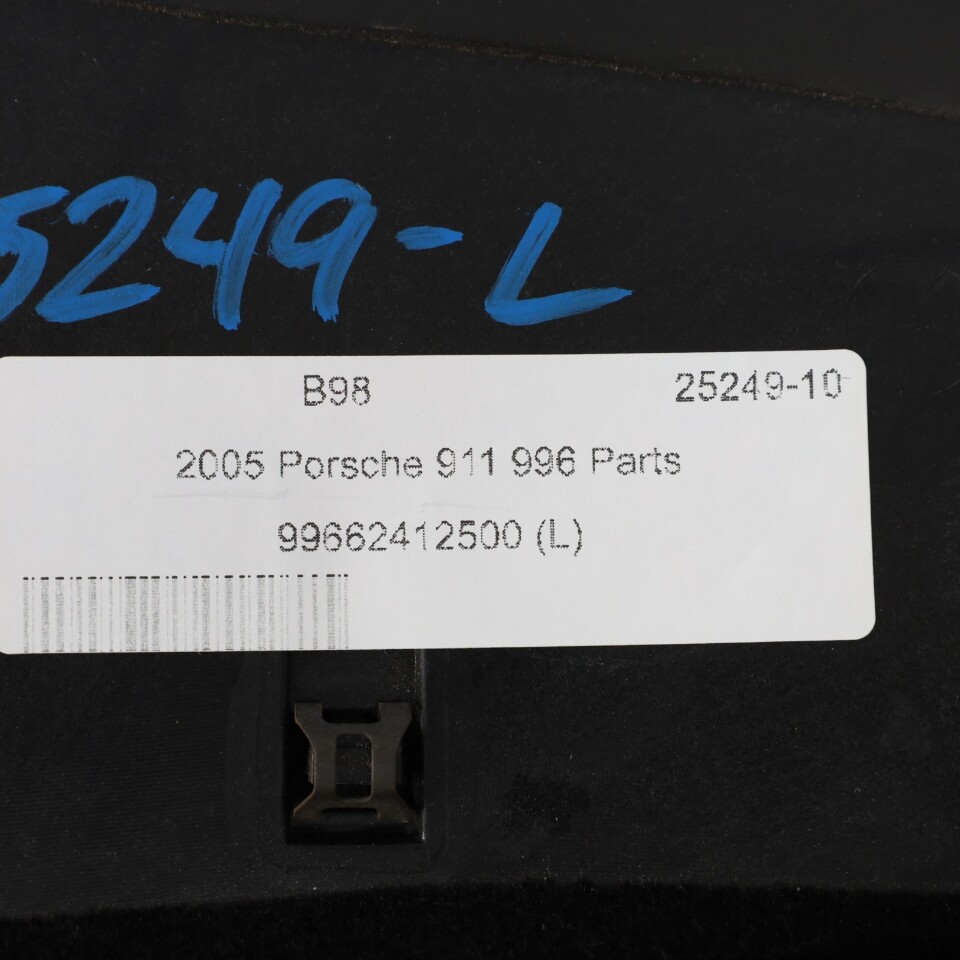 5249-L
B98 25249-10
2005 Porsche 911 996 Parts
99662412500 (L)